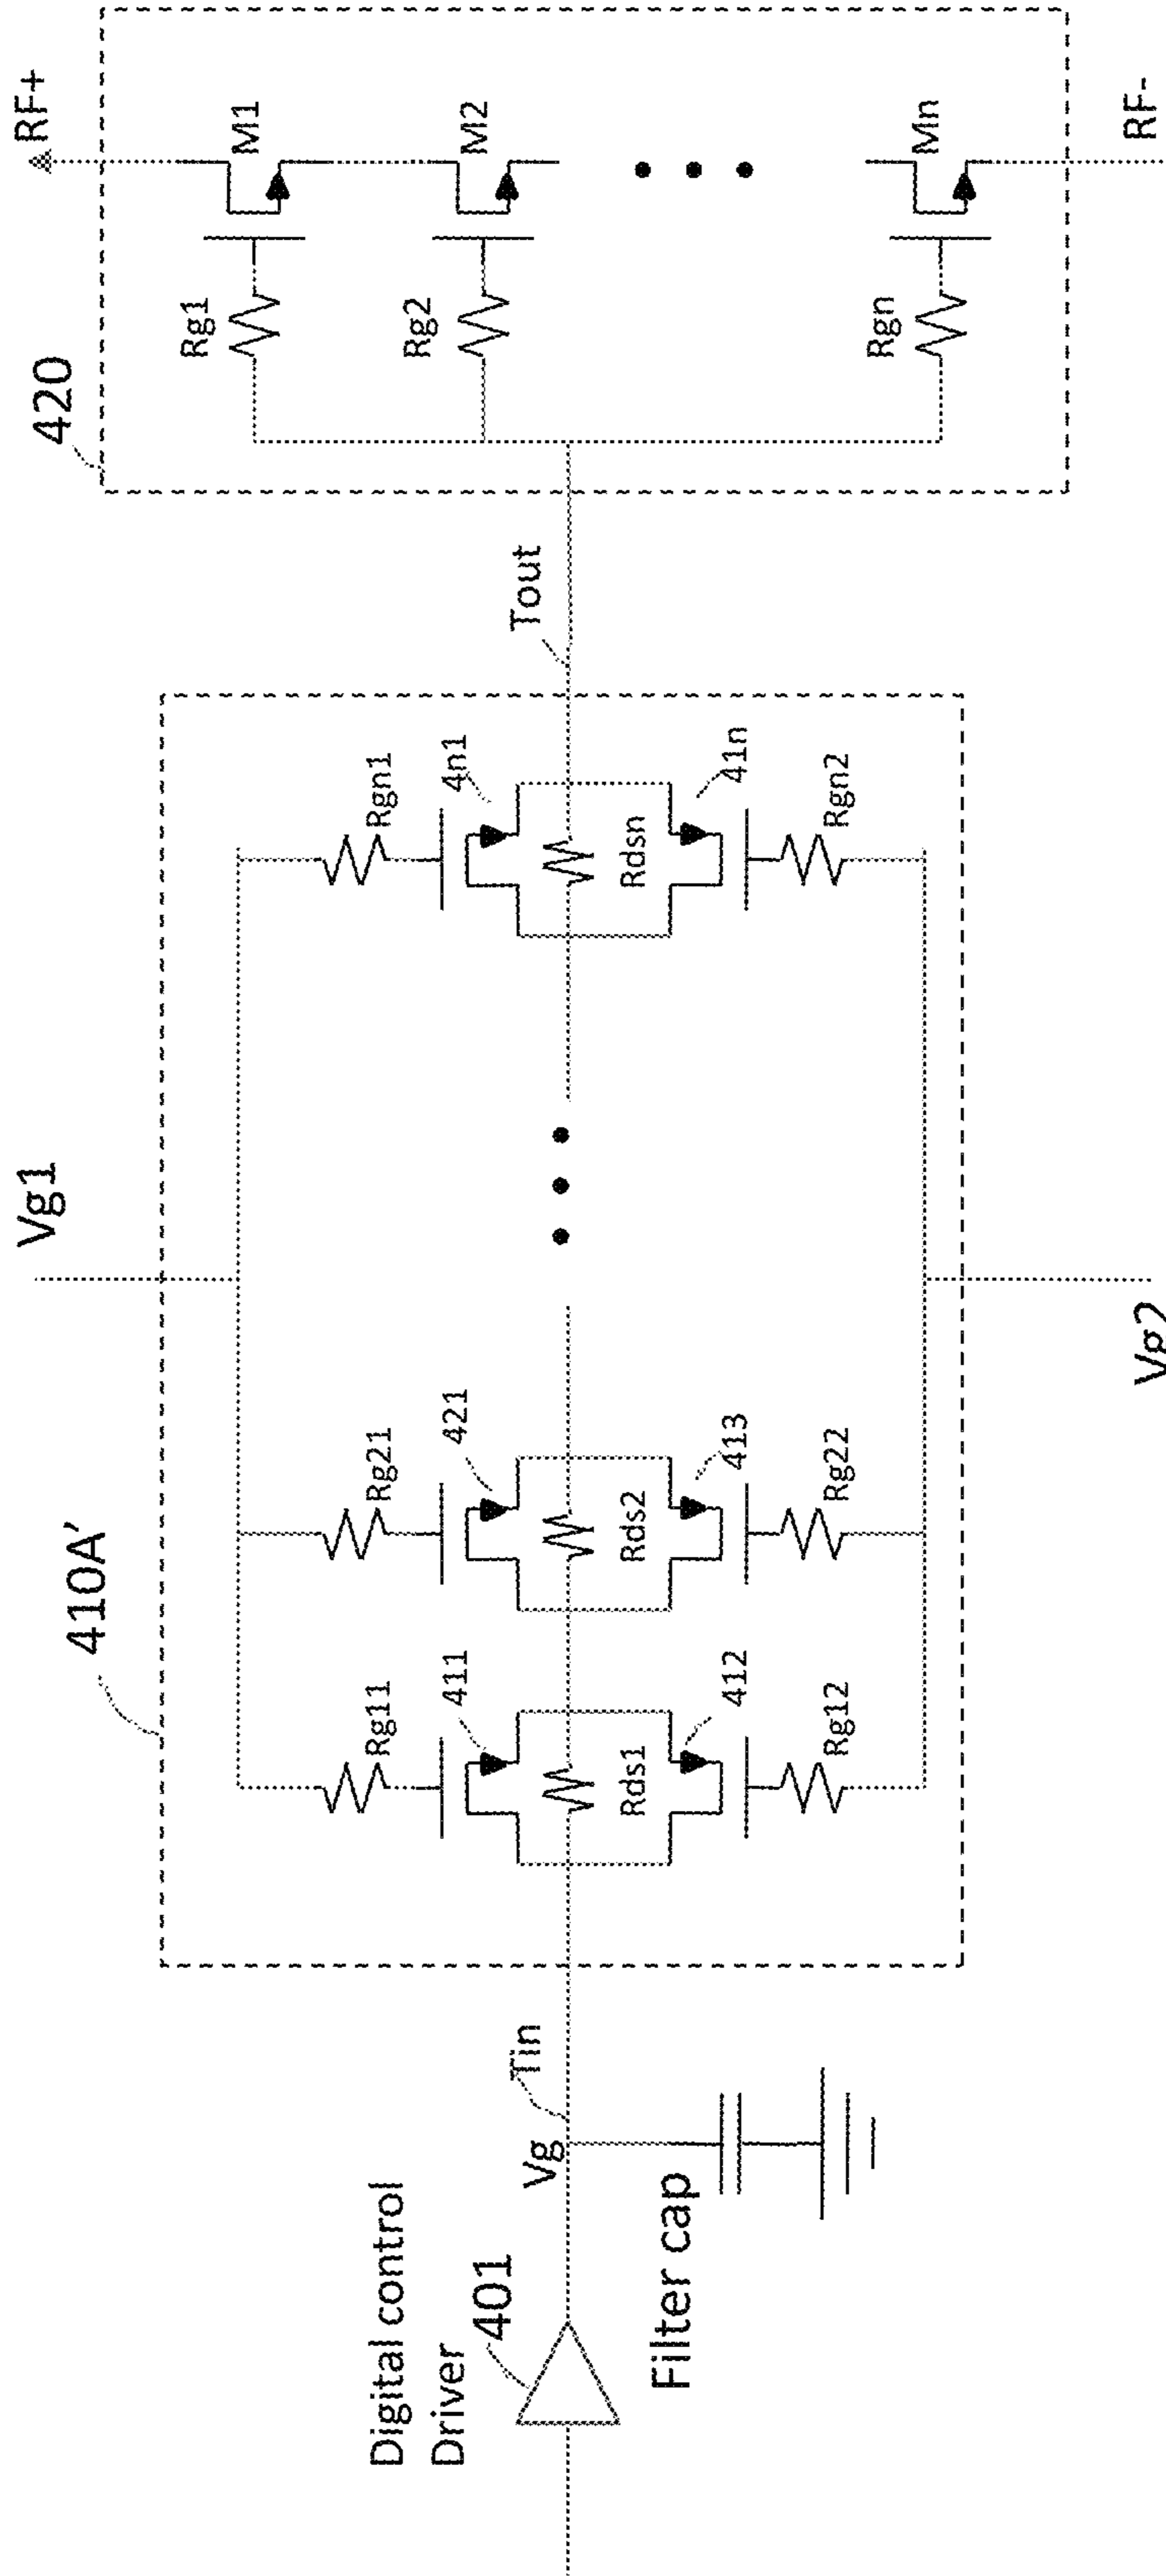 Digital control
Driver
401
Vg
Tin
Filter cap
410A'
Vg1
Rg11
Rg21
Rgn1
411
421
4n1
Rds1
Rds2
Rdsn
412
413
41n
Rg12
Rg22
Rgn2
Vg2
Tout
420
RF+
Rg1
M1
Rg2
M2
Rgn
Mn
RF-